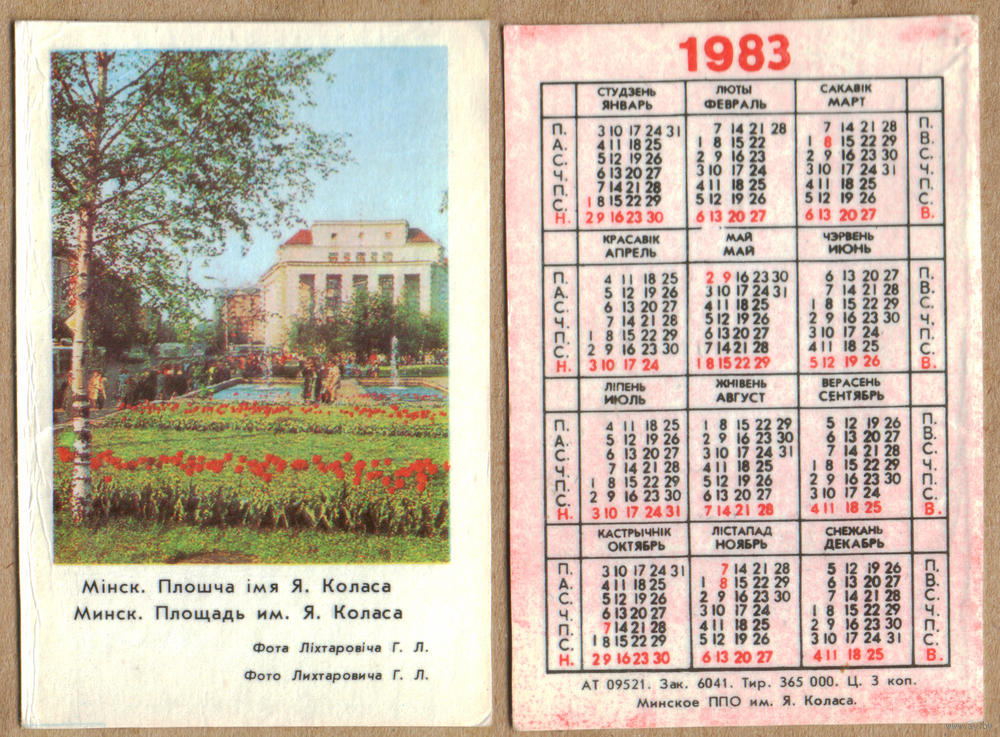 Мінск. Плошча імя Я. Коласа
Минск. Площадь им. Я. Коласа
Фота Ліхтаровіча Г. Л.
Фото Лихтаровича Г. Л.
1983
СТУДЗЕНЬ ЛЮТЫ САКАВІК
ЯНВАРЬ ФЕВРАЛЬ МАРТ
П. 3 10 17 24 31 7 14 21 28 7 14 21 28 П.
А. 4 11 18 25 1 8 15 22 1 8 15 22 29 В.
С. 5 12 19 26 2 9 16 23 2 9 16 23 30 С.
Ч. 6 13 20 27 3 10 17 24 3 10 17 24 31 Ч.
П. 7 14 21 28 4 11 18 25 4 11 18 25 П.
С. 1 8 15 22 29 5 12 19 26 5 12 19 26 С.
Н. 2 9 16 23 30 6 13 20 27 6 13 20 27 В.
КРАСАВІК МАЙ ЧЭРВЕНЬ
АПРЕЛЬ МАЙ ИЮНЬ
П. 4 11 18 25 2 9 16 23 30 6 13 20 27 П.
А. 5 12 19 26 3 10 17 24 31 7 14 21 28 В.
С. 6 13 20 27 4 11 18 25 1 8 15 22 29 С.
Ч. 7 14 21 28 5 12 19 26 2 9 16 23 30 Ч.
П. 1 8 15 22 29 6 13 20 27 3 10 17 24 П.
С. 2 9 16 23 30 7 14 21 28 4 11 18 25 С.
Н. 3 10 17 24 1 8 15 22 29 5 12 19 26 В.
ЛІПЕНЬ ЖНІВЕНЬ ВЕРАСЕНЬ
ИЮЛЬ АВГУСТ СЕНТЯБРЬ
П. 4 11 18 25 1 8 15 22 29 5 12 19 26 П.
А. 5 12 19 26 2 9 16 23 30 6 13 20 27 В.
С. 6 13 20 27 3 10 17 24 31 7 14 21 28 С.
Ч. 7 14 21 28 4 11 18 25 1 8 15 22 29 Ч.
П. 1 8 15 22 29 5 12 19 26 2 9 16 23 30 П.
С. 2 9 16 23 30 6 13 20 27 3 10 17 24 С.
Н. 3 10 17 24 31 7 14 21 28 4 11 18 25 В.
КАСТРЫЧНІК ЛІСТАПАД СНЕЖАНЬ
ОКТЯБРЬ НОЯБРЬ ДЕКАБРЬ
П. 3 10 17 24 31 7 14 21 28 5 12 19 26 П.
А. 4 11 18 25 1 8 15 22 29 6 13 20 27 В.
С. 5 12 19 26 2 9 16 23 30 7 14 21 28 С.
Ч. 6 13 20 27 3 10 17 24 1 8 15 22 29 Ч.
П. 7 14 21 28 4 11 18 25 2 9 16 23 30 П.
С. 1 8 15 22 29 5 12 19 26 3 10 17 24 31 С.
Н. 2 9 16 23 30 6 13 20 27 4 11 18 25 В.
АТ 09521. Зак. 6041. Тир. 365 000. Ц. 3 коп.
Минское ППО им. Я. Коласа.